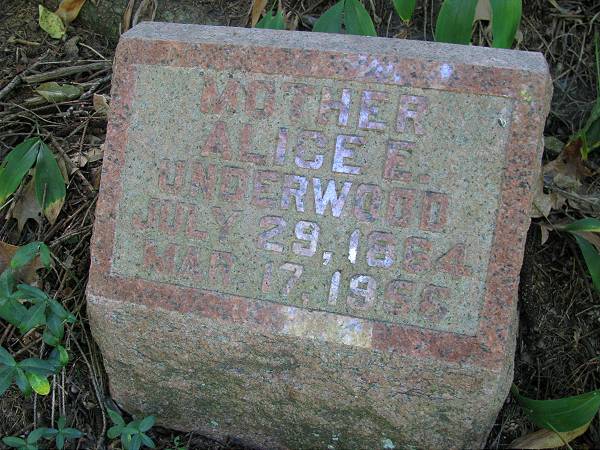 MOTHER
ALICE E.
UNDERWOOD
JULY 29, 1864
MAR. 17, 1956